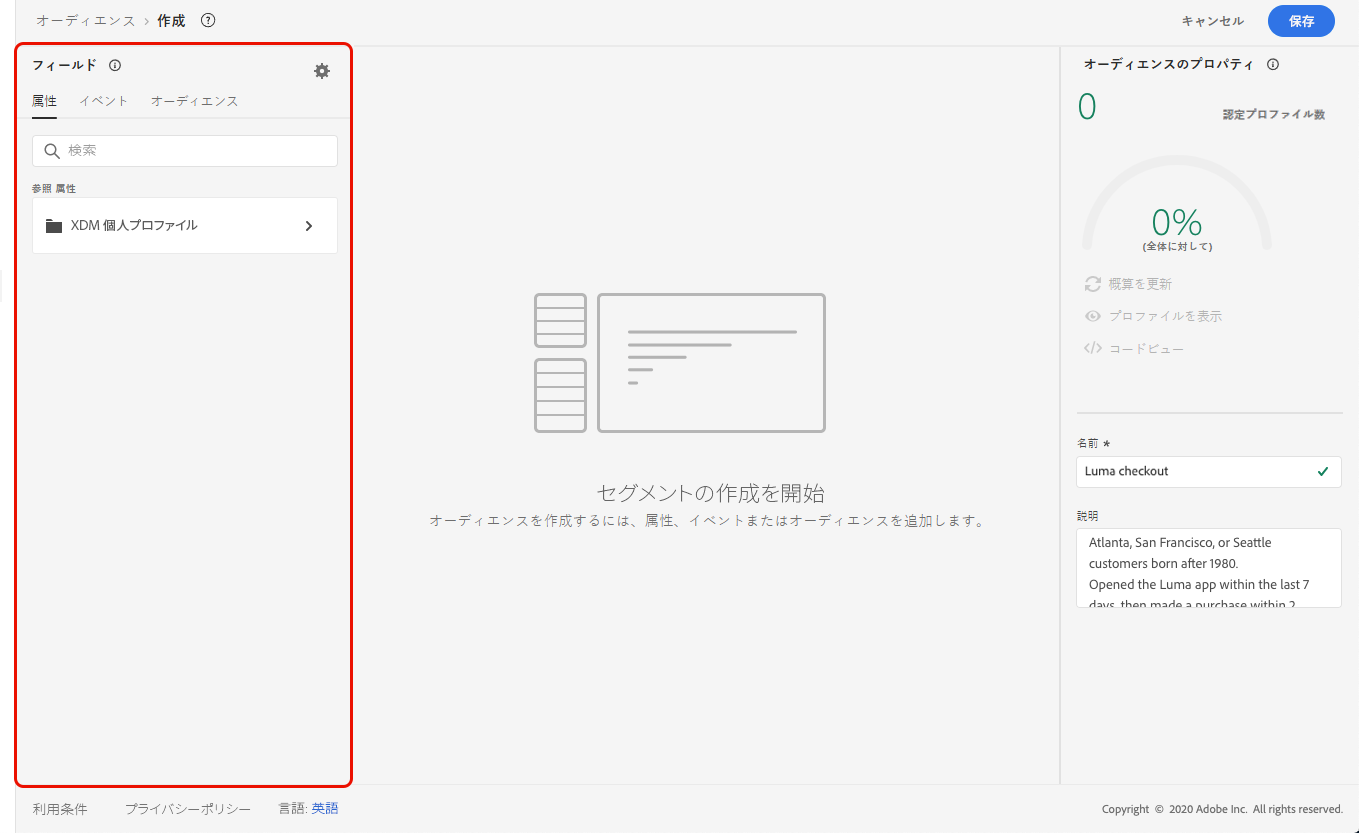 オーディエンス › 作成
キャンセル
保存
フィールド
属性 イベント オーディエンス
検索
参照 属性
XDM 個人プロファイル
セグメントの作成を開始
オーディエンスを作成するには、属性、イベントまたはオーディエンスを追加します。
オーディエンスのプロパティ
0
認定プロファイル数
0%
(全体に対して)
概算を更新
プロファイルを表示
コードビュー
名前 *
Luma checkout
説明
Atlanta, San Francisco, or Seattle
customers born after 1980.
Opened the Luma app within the last 7
days, then made a purchase within 2
利用条件 プライバシーポリシー 言語: 英語
Copyright © 2020 Adobe Inc. All rights reserved.